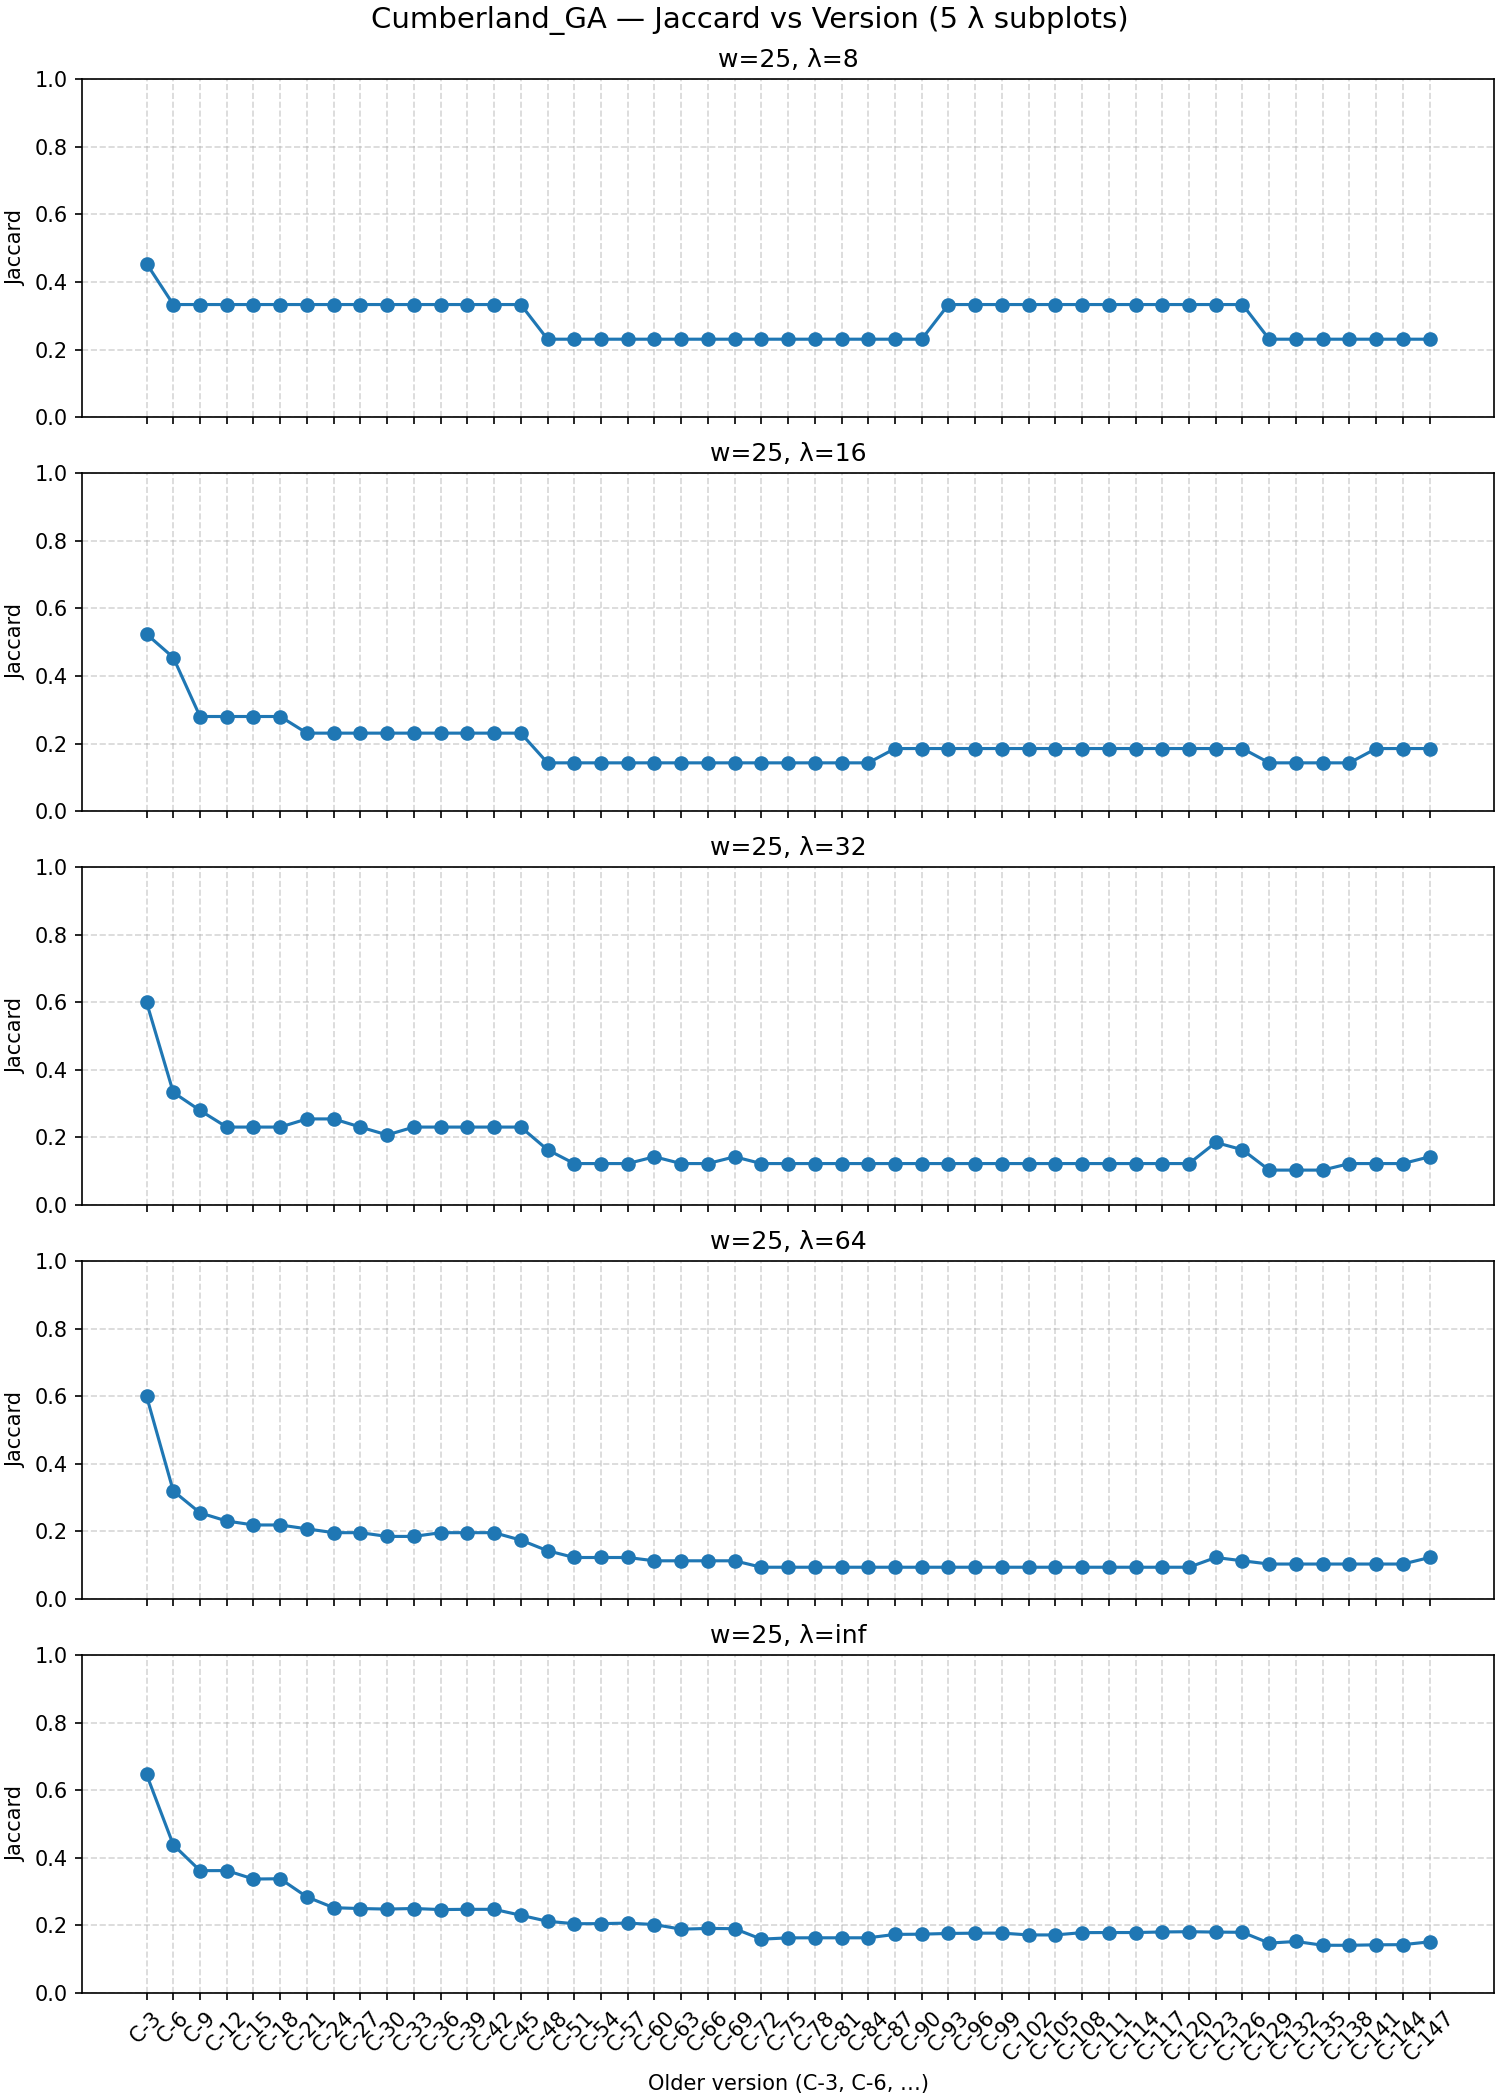 Cumberland_GA — Jaccard vs Version (5 λ subplots)
w=25, λ=8
1.0
0.8
0.6
0.4
0.2
0.0
Jaccard
w=25, λ=16
1.0
0.8
0.6
0.4
0.2
0.0
Jaccard
w=25, λ=32
1.0
0.8
0.6
0.4
0.2
0.0
Jaccard
w=25, λ=64
1.0
0.8
0.6
0.4
0.2
0.0
Jaccard
w=25, λ=inf
1.0
0.8
0.6
0.4
0.2
0.0
Jaccard
C-3
C-6
C-9
C-12
C-15
C-18
C-21
C-24
C-27
C-30
C-33
C-36
C-39
C-42
C-45
C-48
C-51
C-54
C-57
C-60
C-63
C-66
C-69
C-72
C-75
C-78
C-81
C-84
C-87
C-90
C-93
C-96
C-99
C-102
C-105
C-108
C-111
C-114
C-117
C-120
C-123
C-126
C-129
C-132
C-135
C-138
C-141
C-144
C-147
Older version (C-3, C-6, ...)